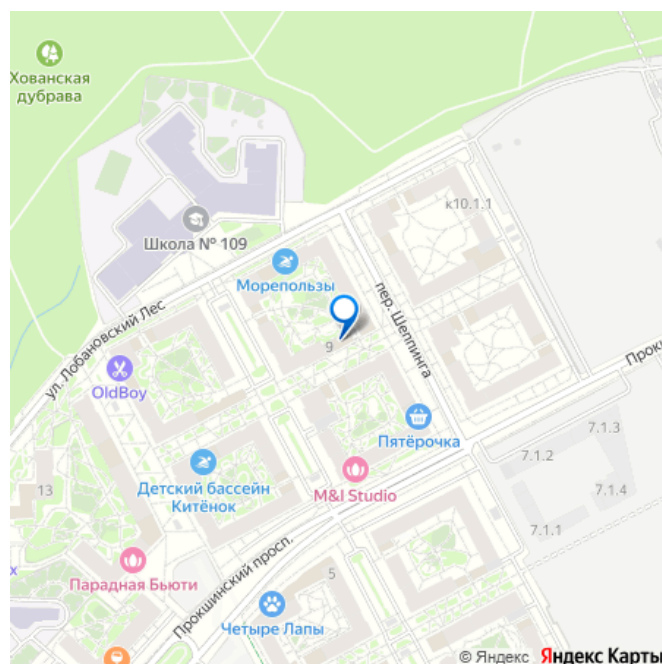 Хованская
дубрава
к10.1.1
Школа № 109
Морепользы
пер. Шеппинга
ул. Лобановский Лес
9
Прокши
OldBoy
Пятёрочка
7.1.3
7.1.2
Детский бассейн
Китёнок
M&I Studio
7.1.4
13
7.1.1
Прокшинский просп.
х
Парадная Бьюти
5
Четыре Лапы
© Яндекс Яндекс Карты